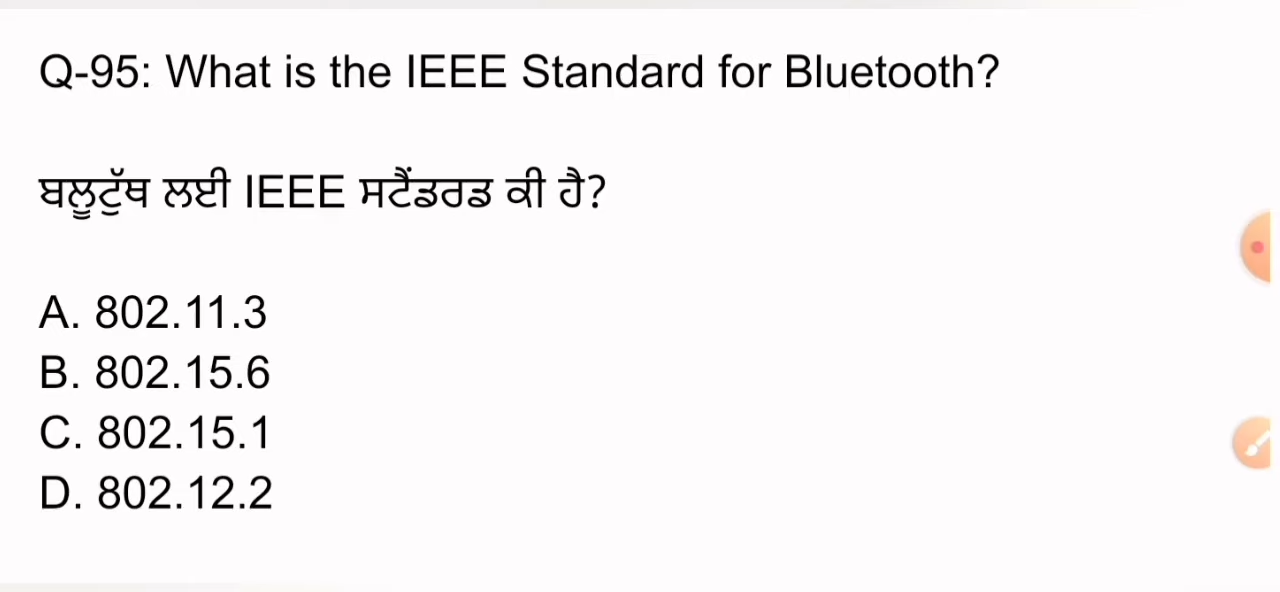 Q-95: What is the IEEE Standard for Bluetooth?
ਬਲੂਟੁੱਥ ਲਈ IEEE ਸਟੈਂਡਰਡ ਕੀ ਹੈ?
A. 802.11.3
B. 802.15.6
C. 802.15.1
D. 802.12.2